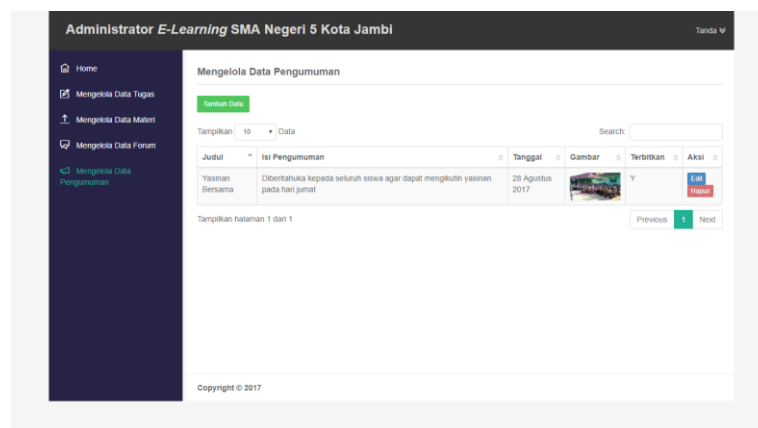 Administrator E-Learning SMA Negeri 5 Kota Jambi
Tanda
Home
Mengelola Data Tugas
Mengelola Data Materi
Mengelola Data Forum
Mengelola Data
Pengumuman
Mengelola Data Pengumuman
Tambah Data
Tampilkan 10 Data
Search:
Judul Isi Pengumuman Tanggal Gambar Terbitkan Aksi
Yasinan Diberitahuka kepada seluruh siswa agar dapat mengikutin yasinan 28 Agustus Y Edit
Bersama pada hari jumat 2017 Hapus
Tampilkan halaman 1 dari 1
Previous 1 Next
Copyright © 2017